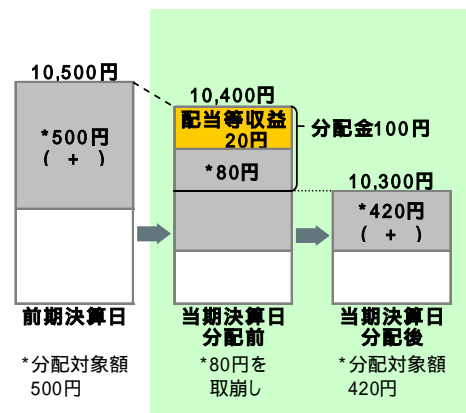 10,500円
*500円
( + )
10,400円
配当等収益
20円
*80円
分配金100円
10,300円
*420円
( + )
前期決算日
当期決算日
分配前
当期決算日
分配後
*分配対象額
500円
*80円を
取崩し
*分配対象額
420円